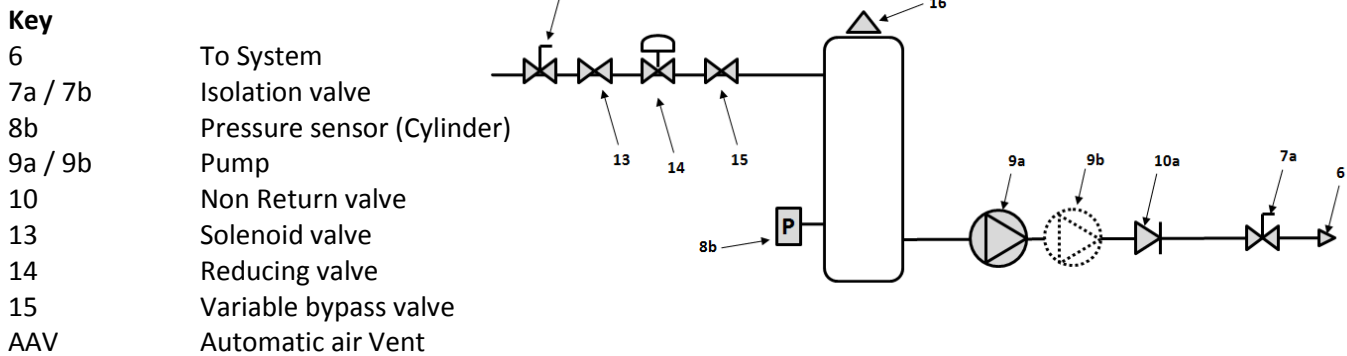 Key
6 To System
7a / 7b Isolation valve
8b Pressure sensor (Cylinder)
9a / 9b Pump
10 Non Return valve
13 Solenoid valve
14 Reducing valve
15 Variable bypass valve
AAV Automatic air Vent
16
13
14
15
9a
9b
10a
7a
6
P
8b